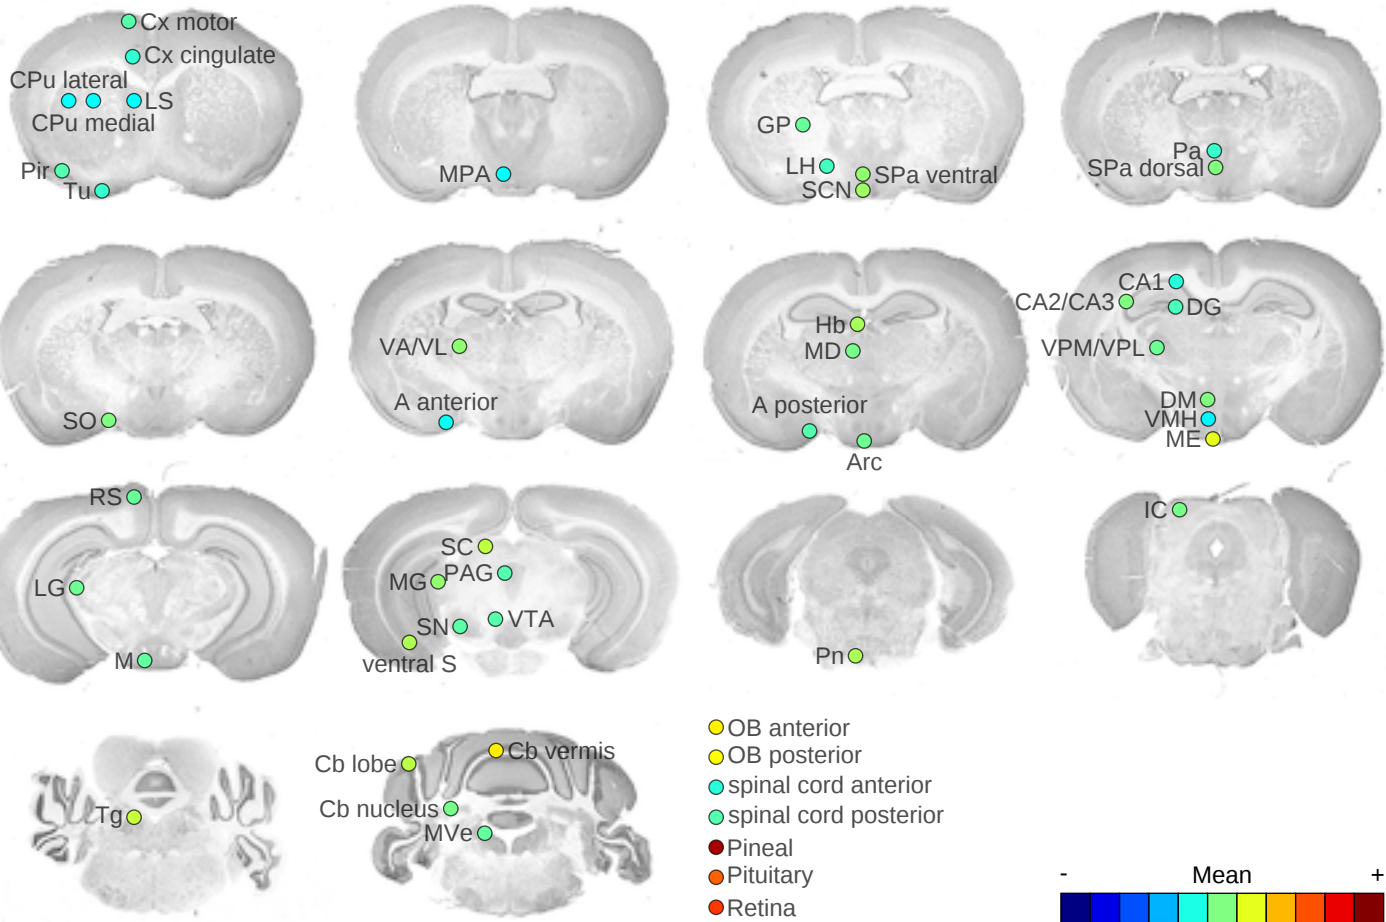 Cx motor
Cx cingulate
CPu lateral
LS
CPu medial
Pir
Tu
MPA
GP
LH
SPa ventral
SCN
Pa
SPa dorsal
SO
VA/VL
A anterior
Hb
MD
A posterior
Arc
CA1
CA2/CA3
DG
VPM/VPL
DM
VMH
ME
RS
LG
M
SC
PAG
MG
SN
VTA
ventral S
Pn
IC
Tg
Cb lobe
Cb vermis
Cb nucleus
MVe
OB anterior
OB posterior
spinal cord anterior
spinal cord posterior
Pineal
Pituitary
Retina
- Mean +